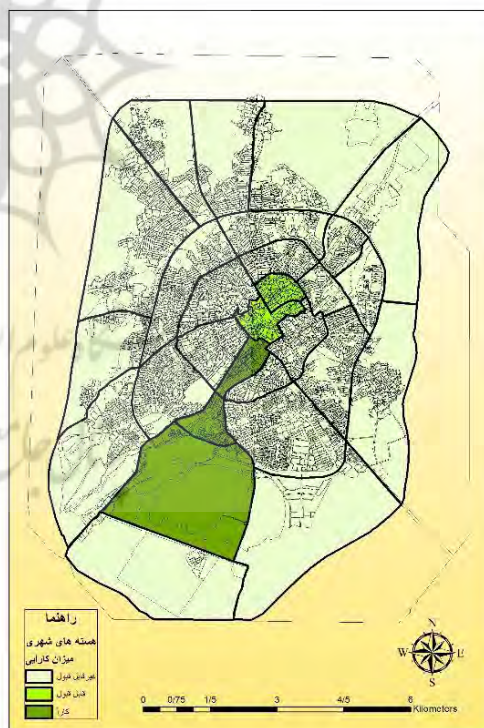 راهنما
هسته های شهری
میزان کارایی
غیرقابل قبول
قابل قبول
کارا
N
W E
S
0 0/75 1/5 3 4/5 6
Kilometers